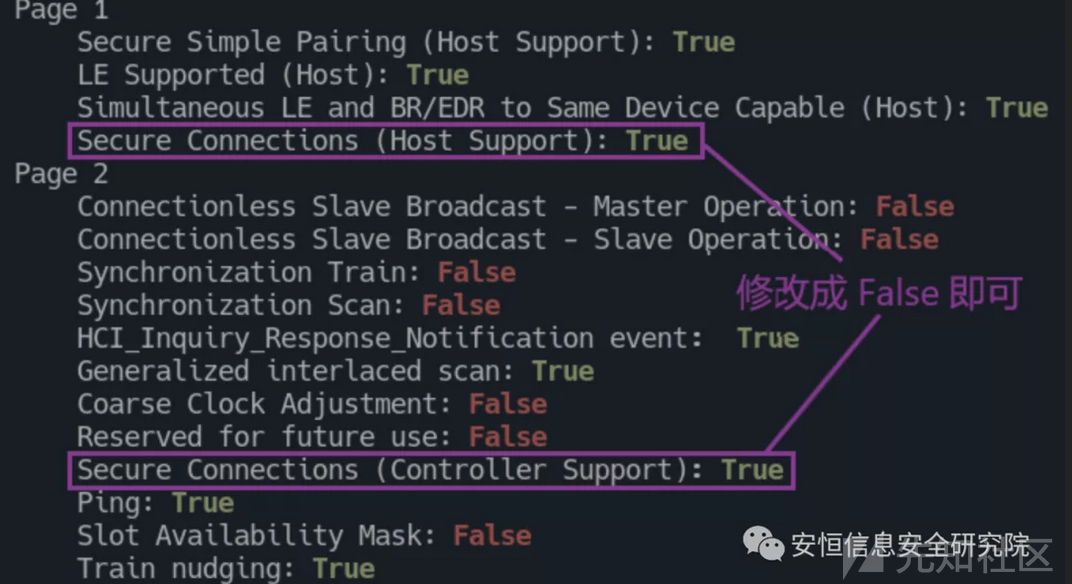 Page 1
Secure Simple Pairing (Host Support): True
LE Supported (Host): True
Simultaneous LE and BR/EDR to Same Device Capable (Host): True
Secure Connections (Host Support): True
Page 2
Connectionless Slave Broadcast – Master Operation: False
Connectionless Slave Broadcast – Slave Operation: False
Synchronization Train: False
修改成 False 即可
Synchronization Scan: False
HCI_Inquiry_Response_Notification event:  True
Generalized interlaced scan: True
Coarse Clock Adjustment: False
Reserved for future use: False
Secure Connections (Controller Support): True
Ping: True
Slot Availability Mask: False
安恒信息安全研究院
先知社区
Train nudging: True